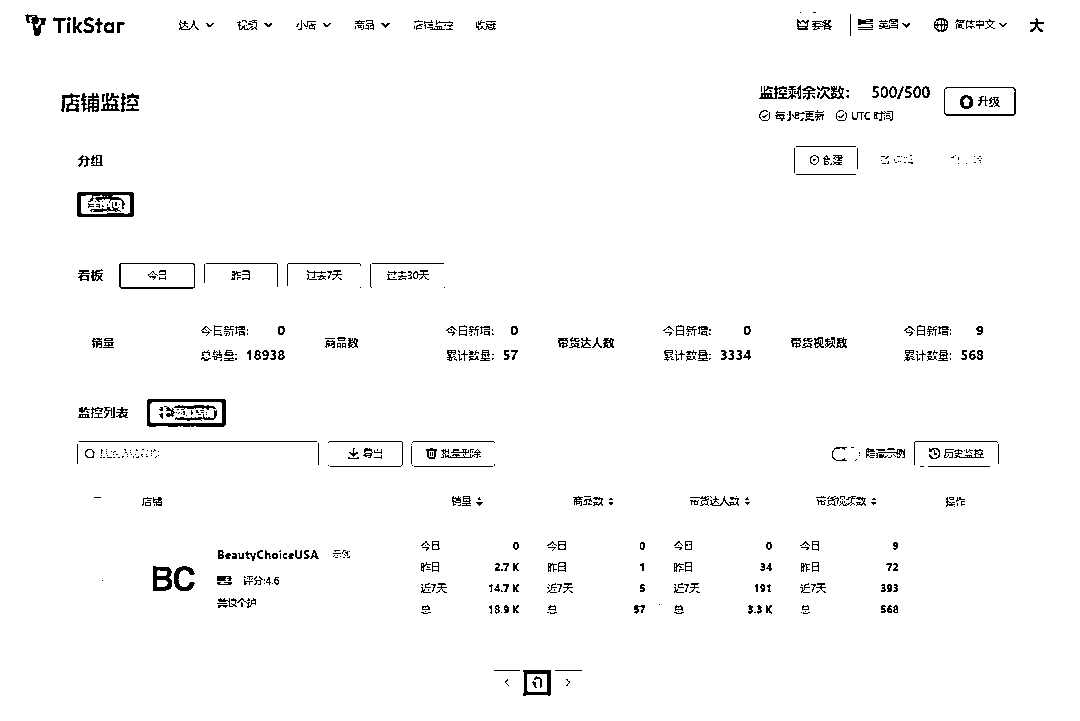 TikStar 达人 视频 小店 商品 店铺监控 收藏 套餐 美国 简体中文 大
店铺监控
监控剩余次数： 500/500 升级
每小时更新 UTC 时间
分组 创建
看板 今日 昨日 过去7天 过去30天
销量 今日新增: 0 商品数 今日新增: 0 带货达人数 今日新增: 0 带货视频数 今日新增: 9
总销量: 18938 累计数量: 57 累计数量: 3334 累计数量: 568
监控列表
导出 批量删除 隐藏示例 历史监控
店铺 销量 商品数 带货达人数 带货视频数 操作
BC
BeautyChoiceUSA 示例
评分:4.6
美妆个护
今日 0 今日 0 今日 0 今日 9
昨日 2.7 K 昨日 1 昨日 34 昨日 72
近7天 14.7 K 近7天 5 近7天 191 近7天 393
总 18.9 K 总 57 总 3.3 K 总 568